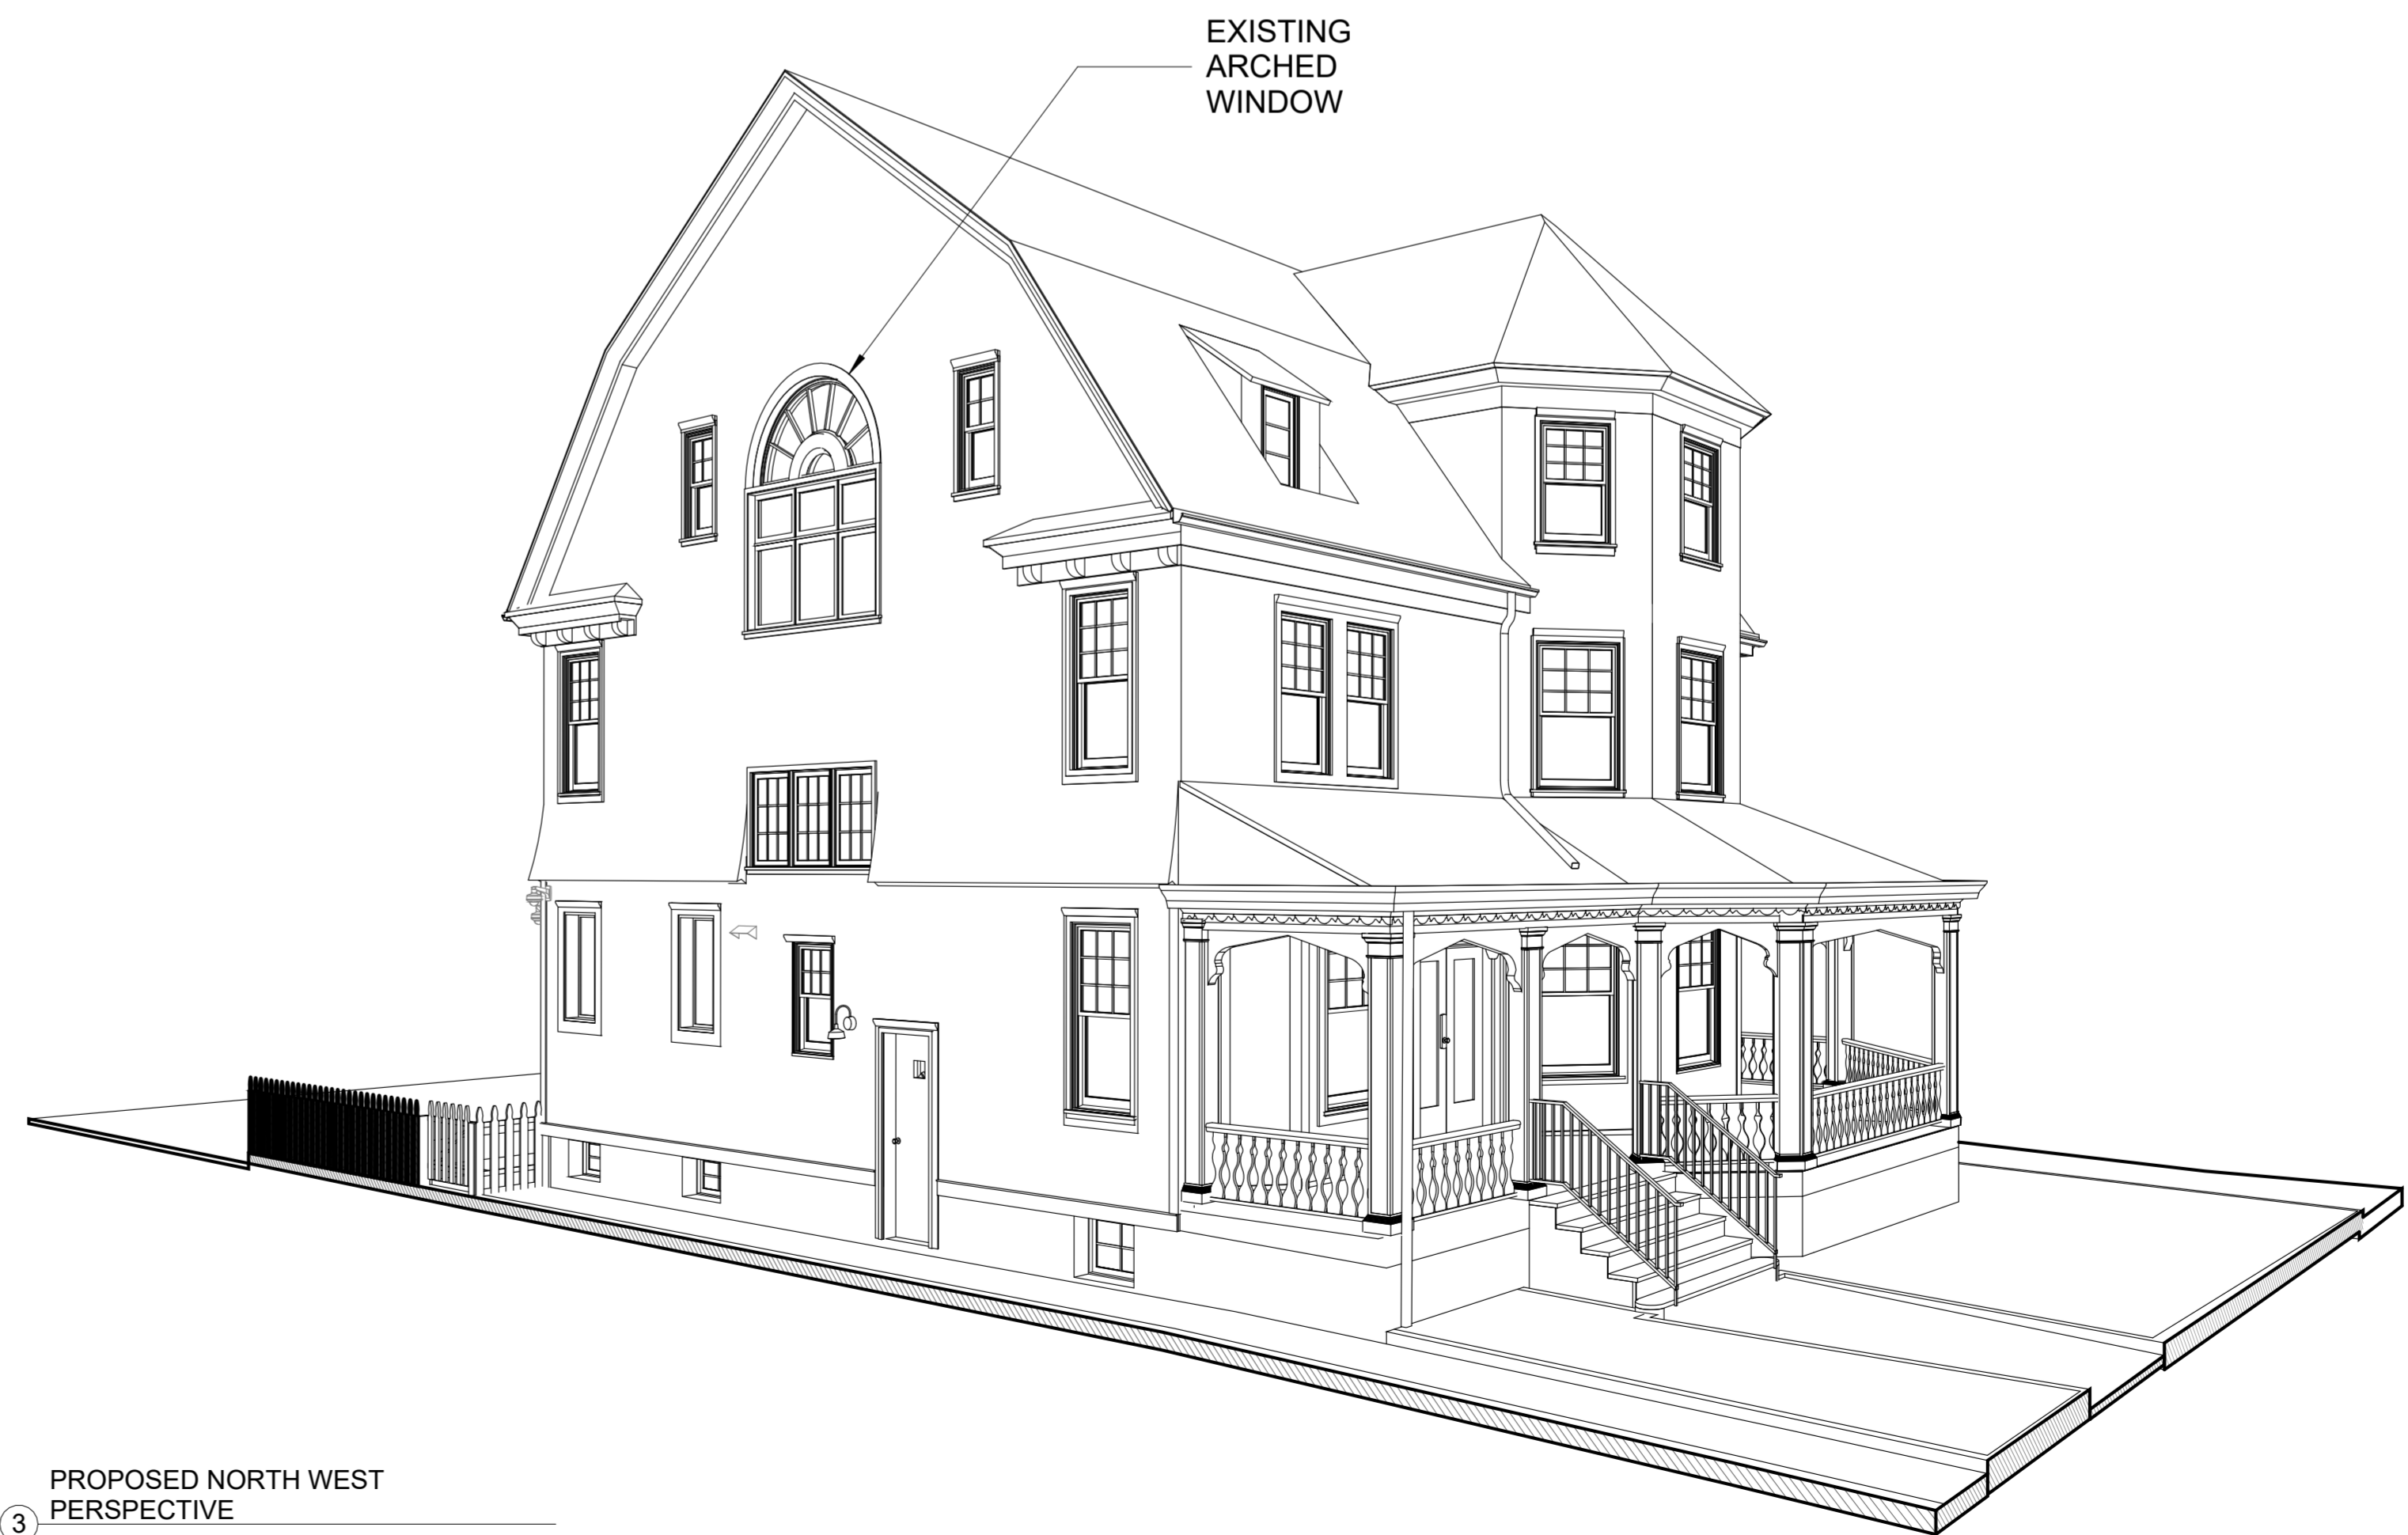 EXISTING
ARCHED
WINDOW
PROPOSED NORTH WEST
PERSPECTIVE
3